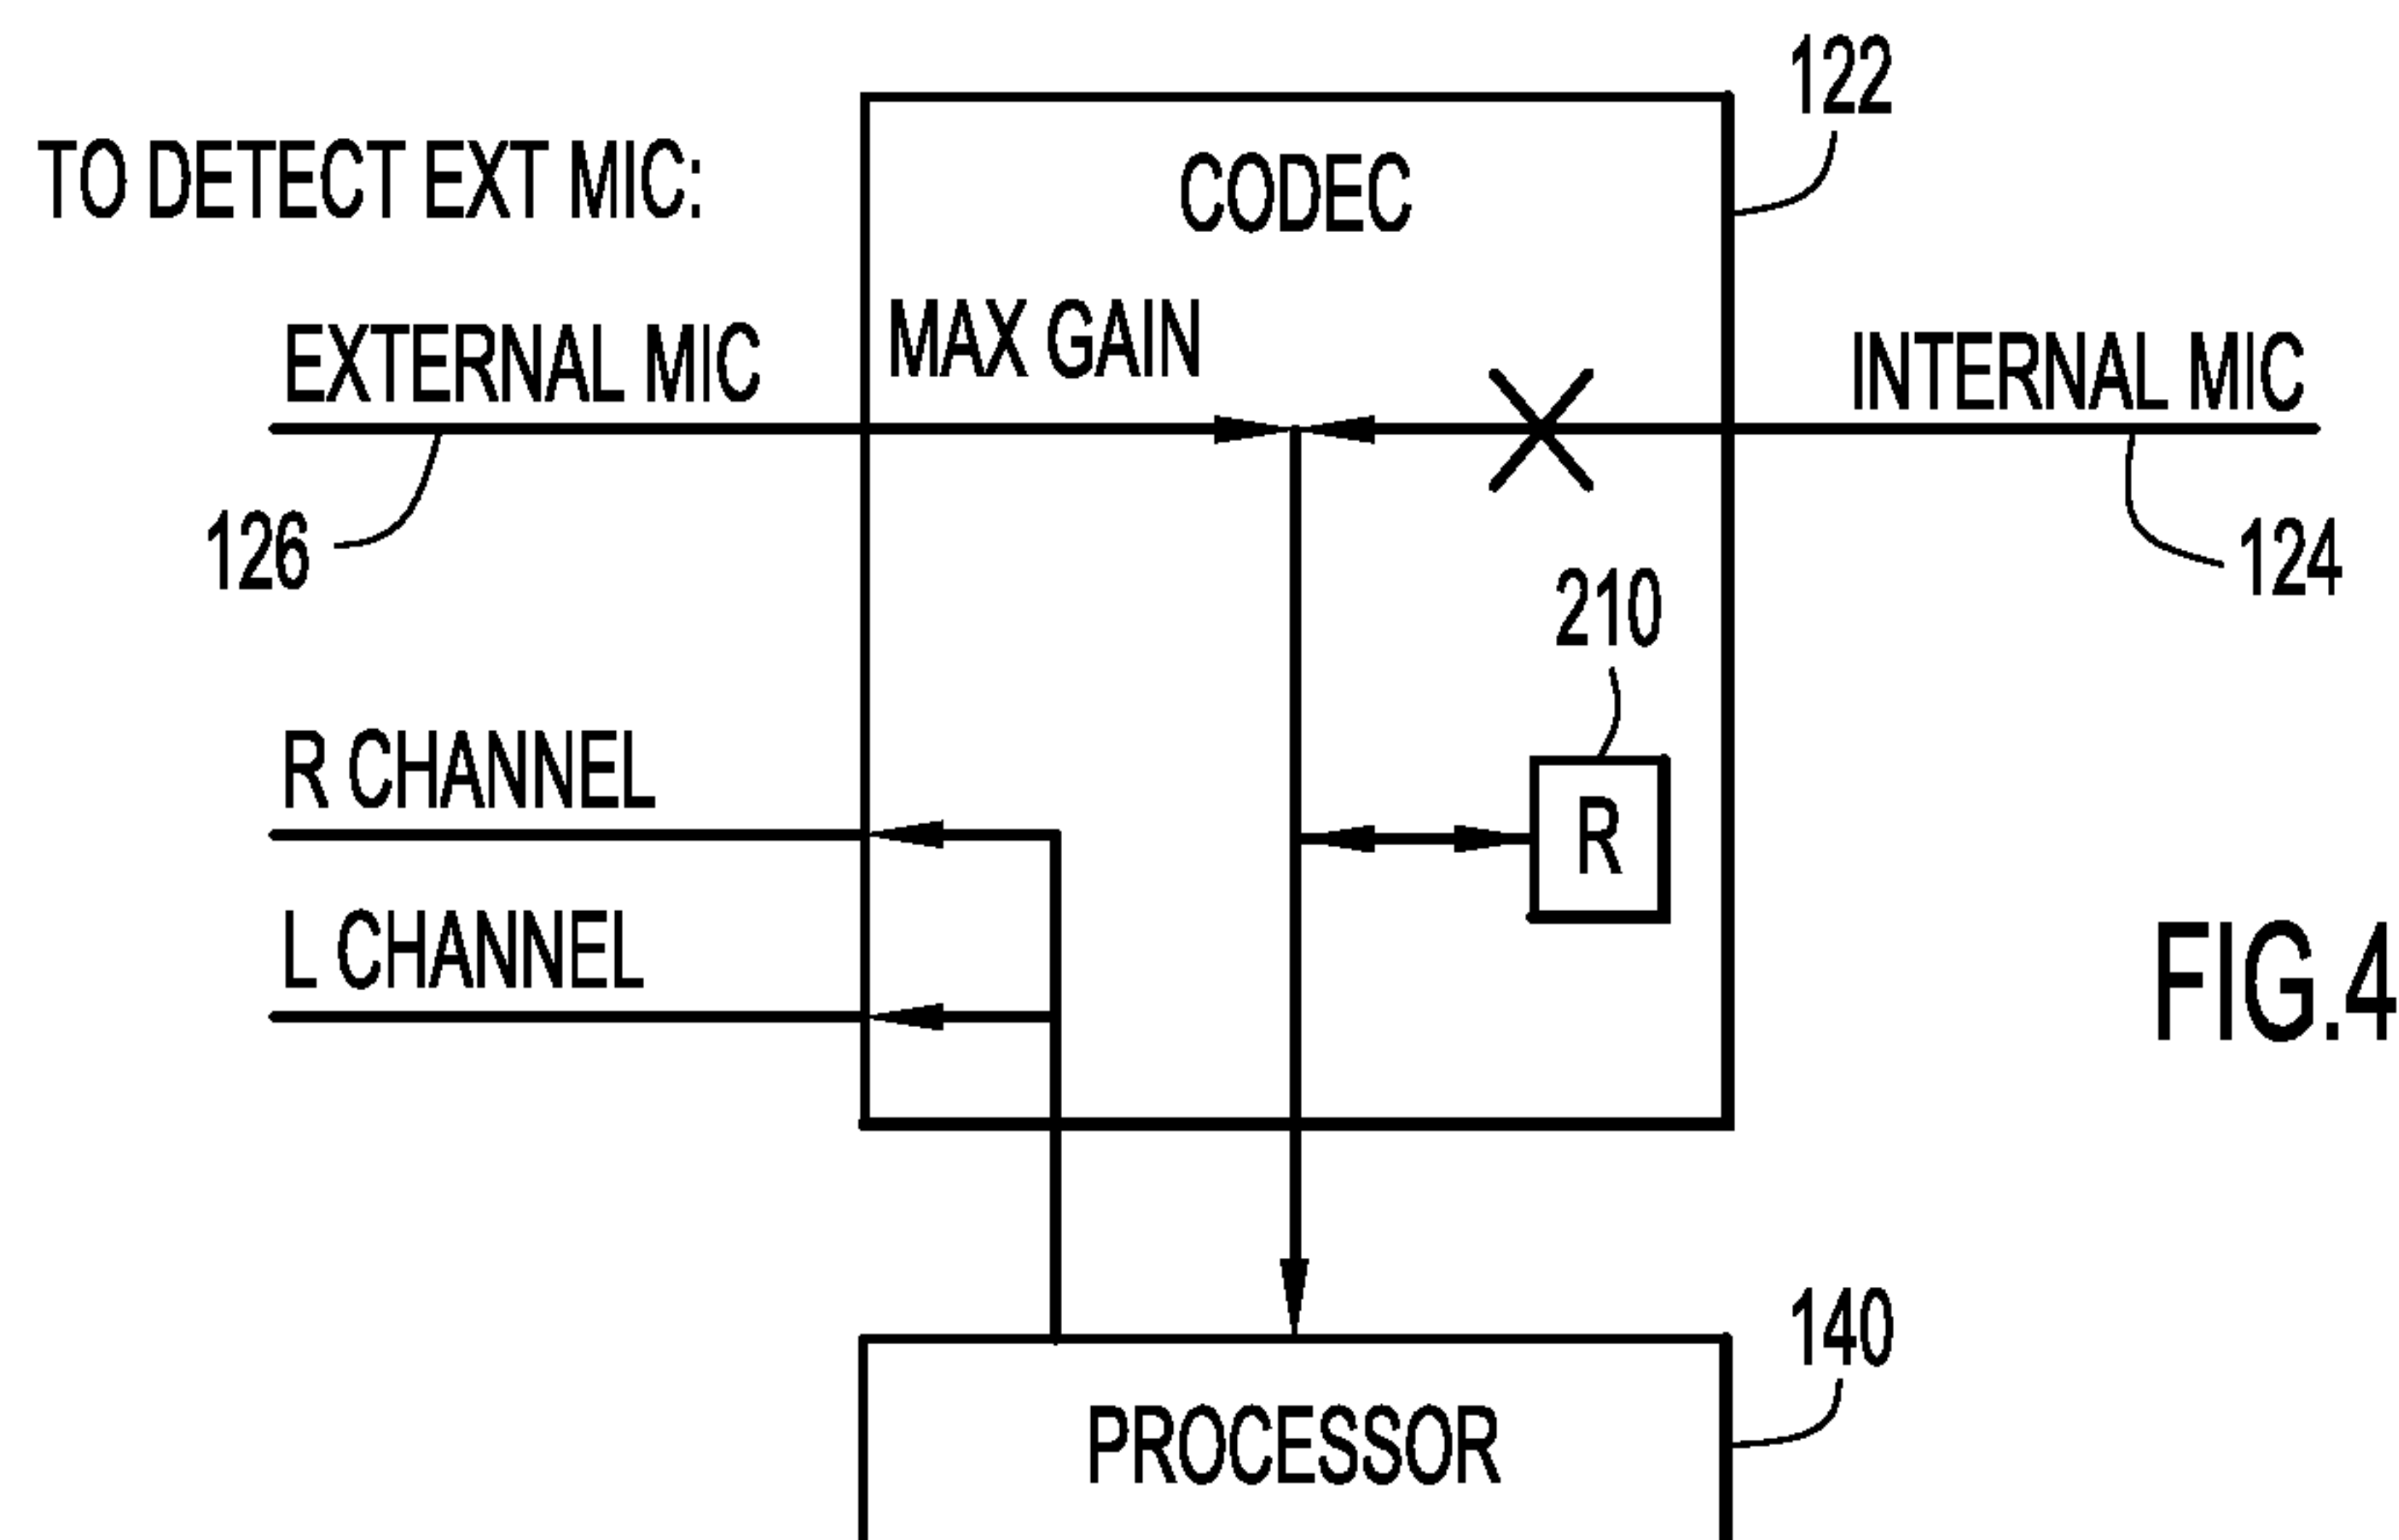 122
TO DETECT EXT MIC:
CODEC
EXTERNAL MIC
MAX GAIN
INTERNAL MIC
126
124
210
R CHANNEL
R
L CHANNEL
FIG.4
140
PROCESSOR